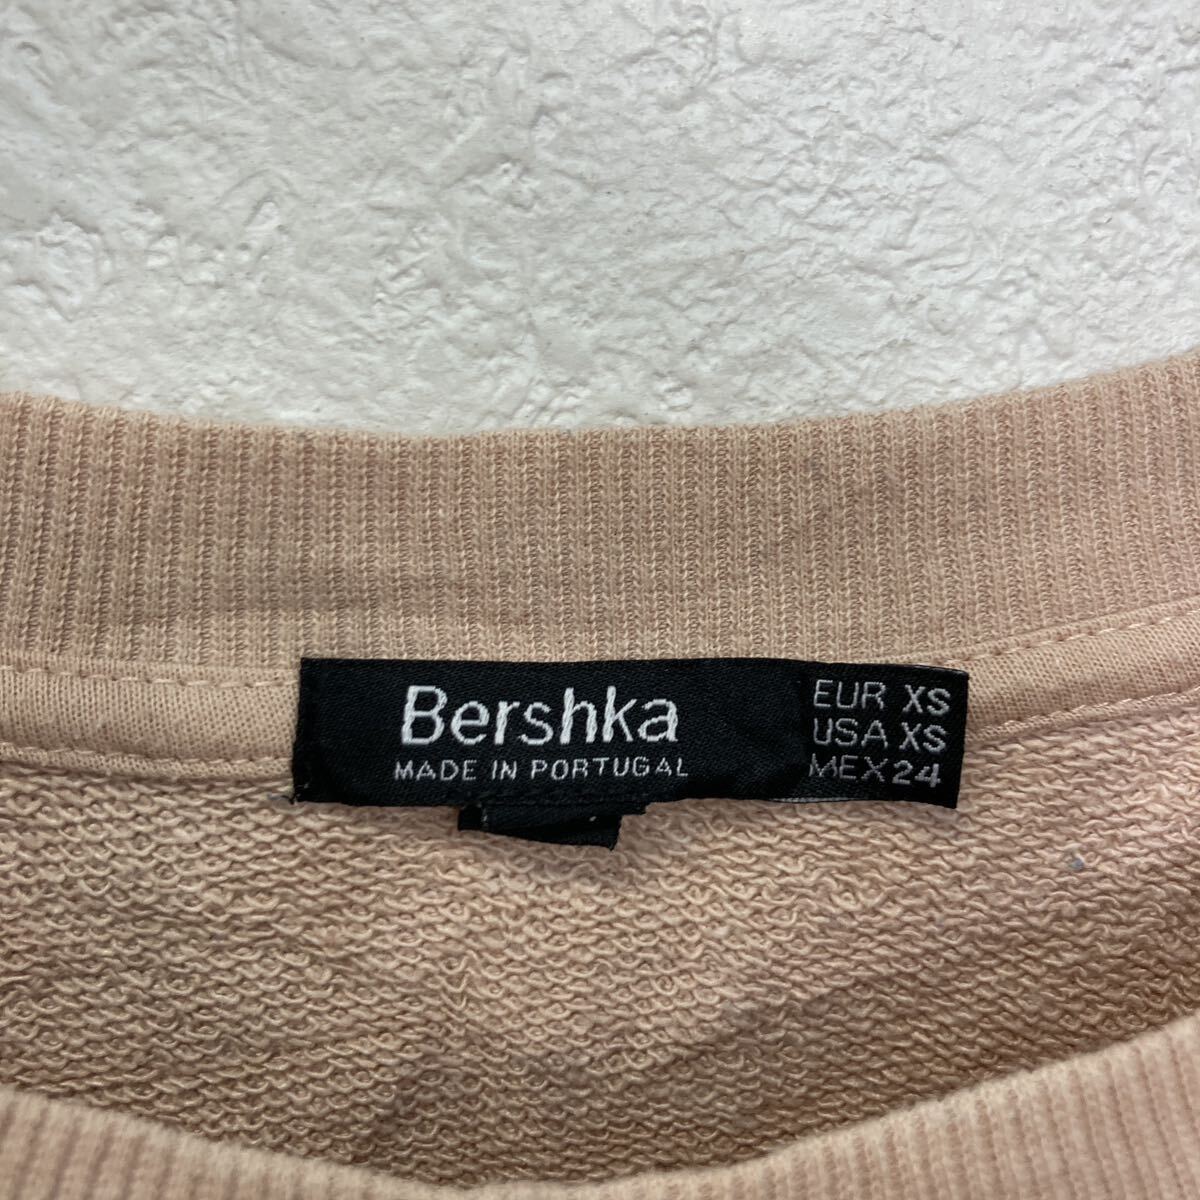 Bershka
MADE IN PORTUGAL
EUR XS
USA XS
MEX 24